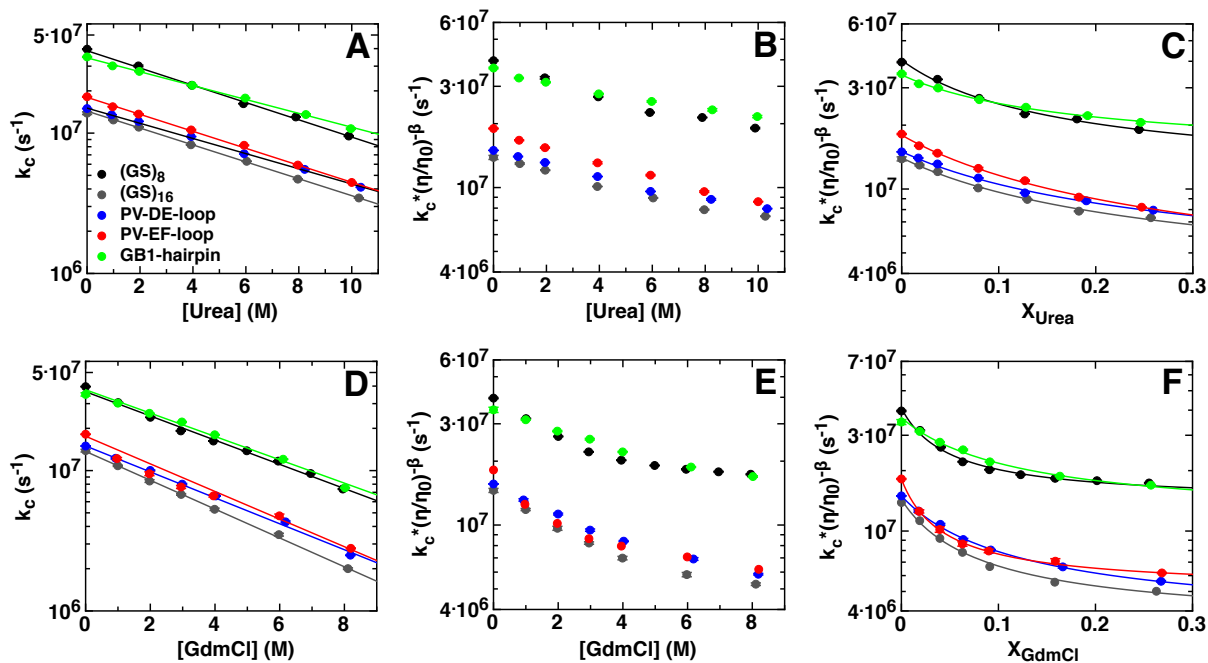 A
5·10⁷
10⁷
10⁶
k_c (s⁻¹)
(GS)₈
(GS)₁₆
PV-DE-loop
PV-EF-loop
GB1-hairpin
0 2 4 6 8 10
[Urea] (M)
B
6·10⁷
3·10⁷
10⁷
4·10⁶
k_c*(η/η₀)⁻ᵝ (s⁻¹)
0 2 4 6 8 10
[Urea] (M)
C
6·10⁷
3·10⁷
10⁷
4·10⁶
k_c*(η/η₀)⁻ᵝ (s⁻¹)
0 0.1 0.2 0.3
X_Urea
D
5·10⁷
10⁷
10⁶
k_c (s⁻¹)
0 2 4 6 8
[GdmCl] (M)
E
6·10⁷
3·10⁷
10⁷
4·10⁶
k_c*(η/η₀)⁻ᵝ (s⁻¹)
0 2 4 6 8
[GdmCl] (M)
F
7·10⁷
3·10⁷
10⁷
4·10⁶
k_c*(η/η₀)⁻ᵝ (s⁻¹)
0 0.1 0.2 0.3
X_GdmCl